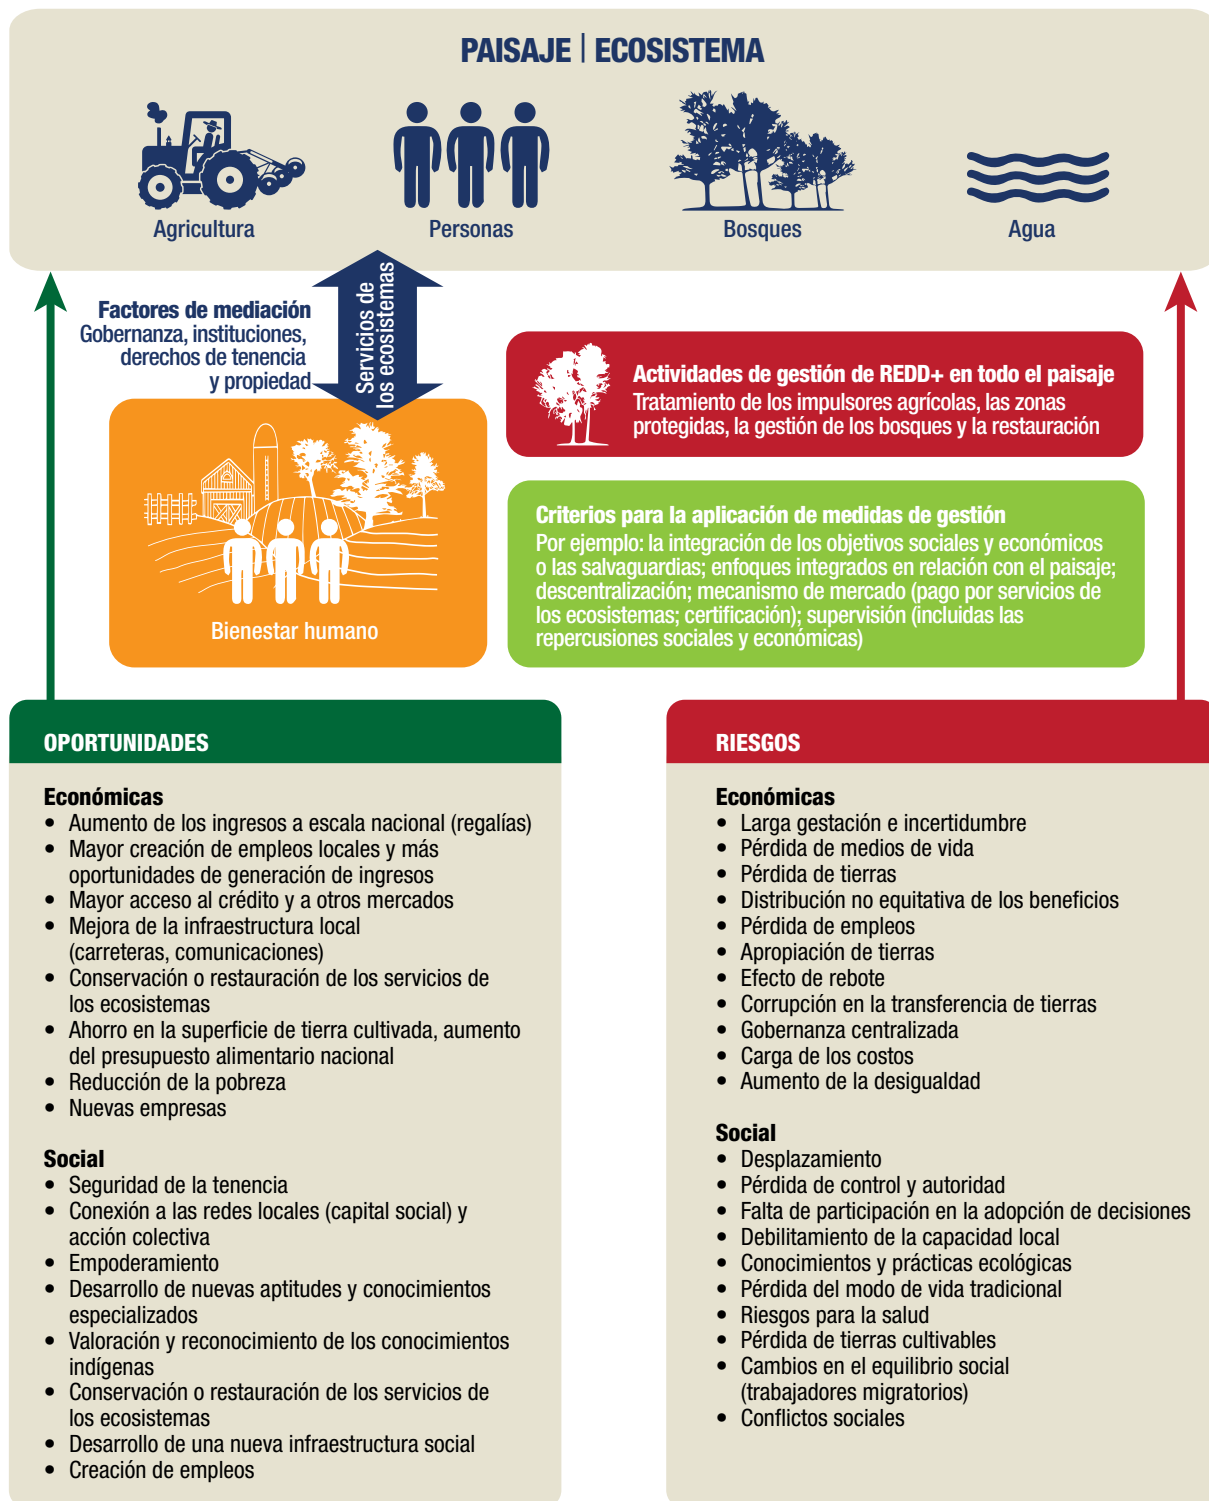 PAISAJE | ECOSISTEMA
Agricultura
Personas
Bosques
Agua
Factores de mediación
Gobernanza, instituciones,
derechos de tenencia
y propiedad
Servicios de
los ecosistemas
Bienestar humano
Actividades de gestión de REDD+ en todo el paisaje
Tratamiento de los impulsores agrícolas, las zonas
protegidas, la gestión de los bosques y la restauración
Criterios para la aplicación de medidas de gestión
Por ejemplo: la integración de los objetivos sociales y económicos
o las salvaguardias; enfoques integrados en relación con el paisaje;
descentralización; mecanismo de mercado (pago por servicios de
los ecosistemas; certificación); supervisión (incluidas las
repercusiones sociales y económicas)
OPORTUNIDADES
Económicas
• Aumento de los ingresos a escala nacional (regalías)
• Mayor creación de empleos locales y más
oportunidades de generación de ingresos
• Mayor acceso al crédito y a otros mercados
• Mejora de la infraestructura local
(carreteras, comunicaciones)
• Conservación o restauración de los servicios de
los ecosistemas
• Ahorro en la superficie de tierra cultivada, aumento
del presupuesto alimentario nacional
• Reducción de la pobreza
• Nuevas empresas
Social
• Seguridad de la tenencia
• Conexión a las redes locales (capital social) y
acción colectiva
• Empoderamiento
• Desarrollo de nuevas aptitudes y conocimientos
especializados
• Valoración y reconocimiento de los conocimientos
indígenas
• Conservación o restauración de los servicios de
los ecosistemas
• Desarrollo de una nueva infraestructura social
• Creación de empleos
RIESGOS
Económicas
• Larga gestación e incertidumbre
• Pérdida de medios de vida
• Pérdida de tierras
• Distribución no equitativa de los beneficios
• Pérdida de empleos
• Apropiación de tierras
• Efecto de rebote
• Corrupción en la transferencia de tierras
• Gobernanza centralizada
• Carga de los costos
• Aumento de la desigualdad
Social
• Desplazamiento
• Pérdida de control y autoridad
• Falta de participación en la adopción de decisiones
• Debilitamiento de la capacidad local
• Conocimientos y prácticas ecológicas
• Pérdida del modo de vida tradicional
• Riesgos para la salud
• Pérdida de tierras cultivables
• Cambios en el equilibrio social
(trabajadores migratorios)
• Conflictos sociales